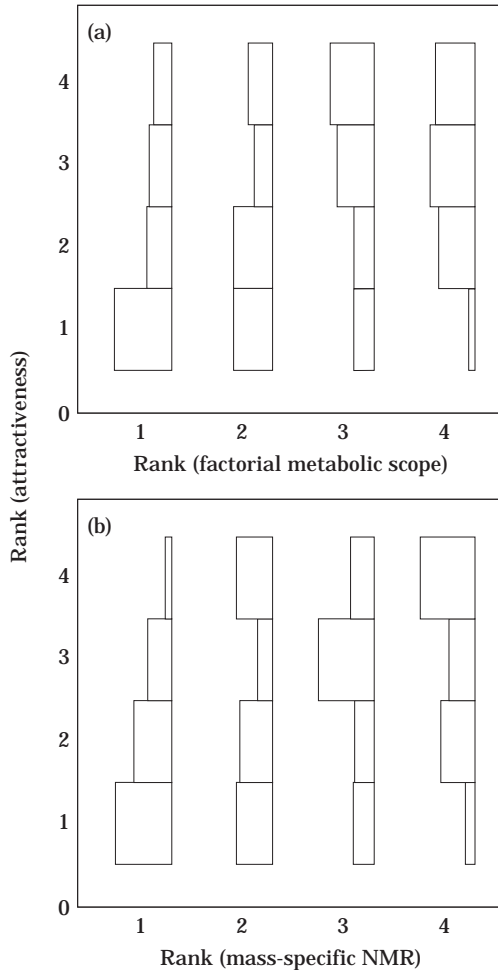 (a)
4
3
2
1
0
1 2 3 4
Rank (factorial metabolic scope)
Rank (attractiveness)
(b)
4
3
2
1
0
1 2 3 4
Rank (mass-specific NMR)